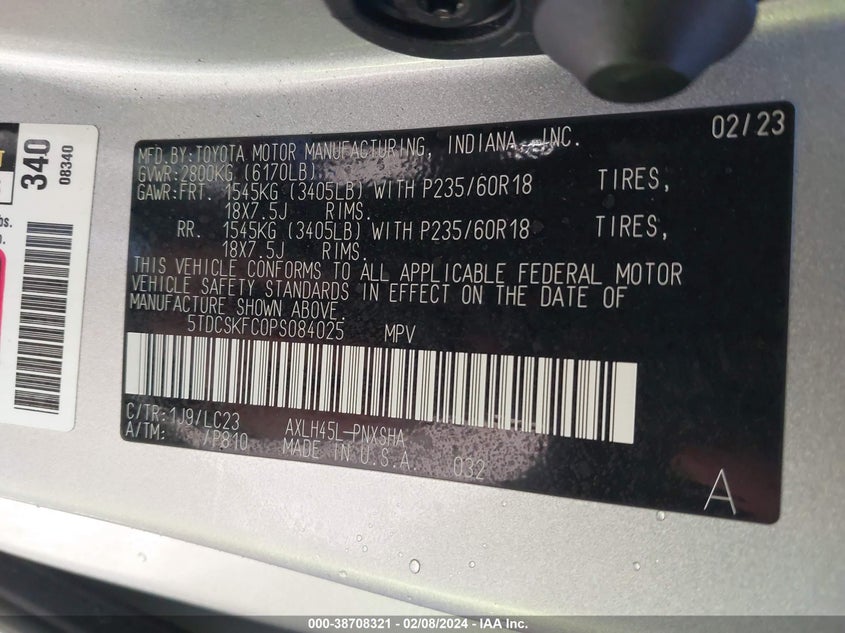 340
08340
bs.
02/23
MFD.BY:TOYOTA MOTOR MANUFACTURING, INDIANA, INC.
GVWR:2800KG (6170LB)
GAWR:FRT. 1545KG (3405LB) WITH P235/60R18 TIRES,
18X7.5J RIMS.
RR. 1545KG (3405LB) WITH P235/60R18 TIRES,
18X7.5J RIMS.
THIS VEHICLE CONFORMS TO ALL APPLICABLE FEDERAL MOTOR
VEHICLE SAFETY STANDARDS IN EFFECT ON THE DATE OF
MANUFACTURE SHOWN ABOVE.
5TDCSKFC0PS084025 MPV
C/TR:1J9/LC23 AXLH45L-PNXSHA
A/TM: /P810 MADE IN U.S.A. 032
A
000-38708321 - 02/08/2024 - IAA Inc.